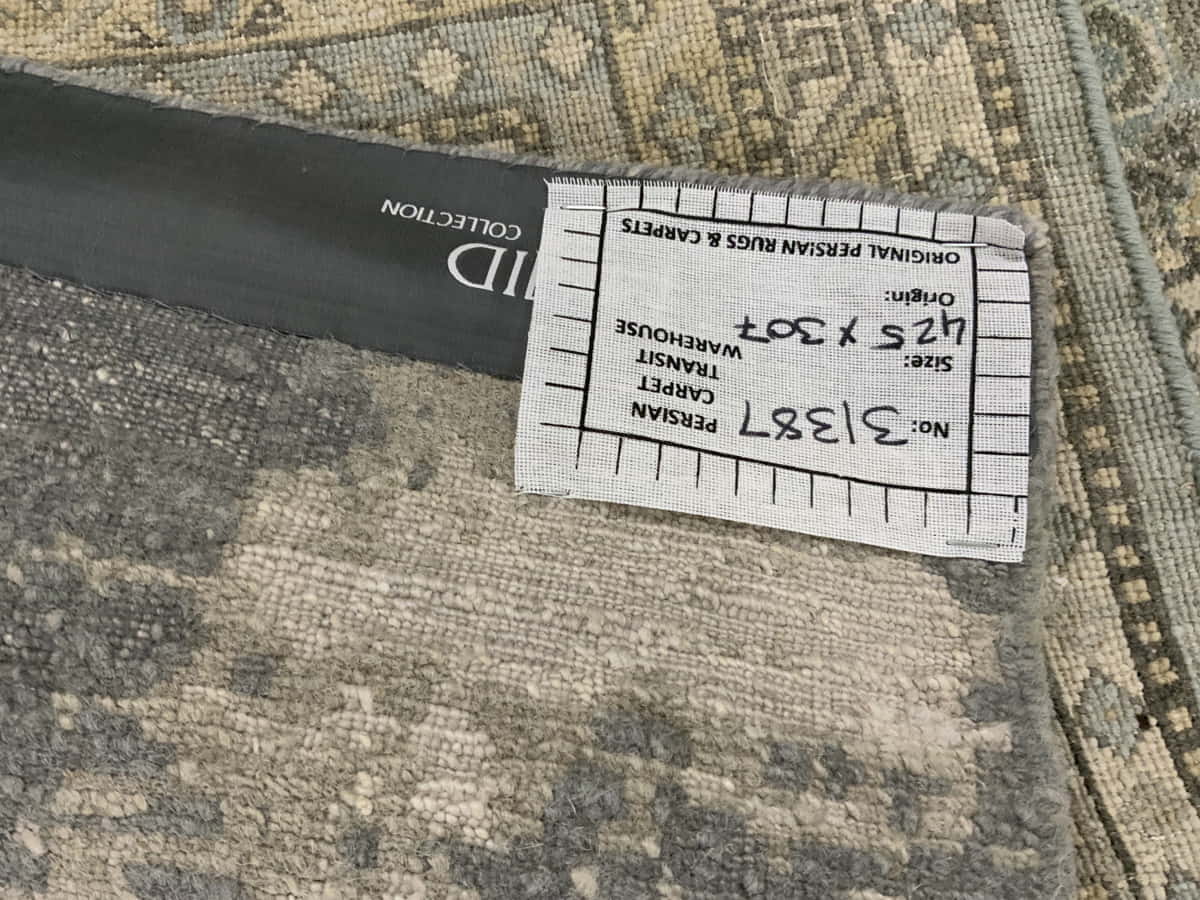 No: 31387
PERSIAN
CARPET
TRANSIT
WAREHOUSE
Size: 425 x 307
Origin:
ORIGINAL PERSIAN RUGS & CARPETS
COLLECTION